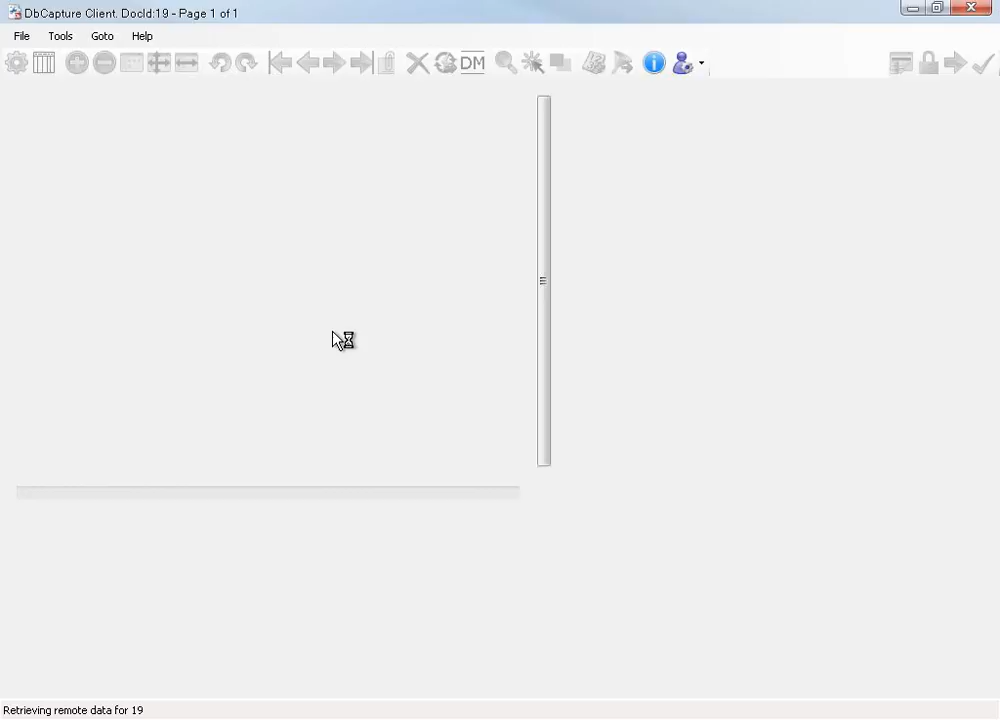 DbCapture Client. DocId:19 - Page 1 of 1
File Tools Goto Help
DM
Retrieving remote data for 19